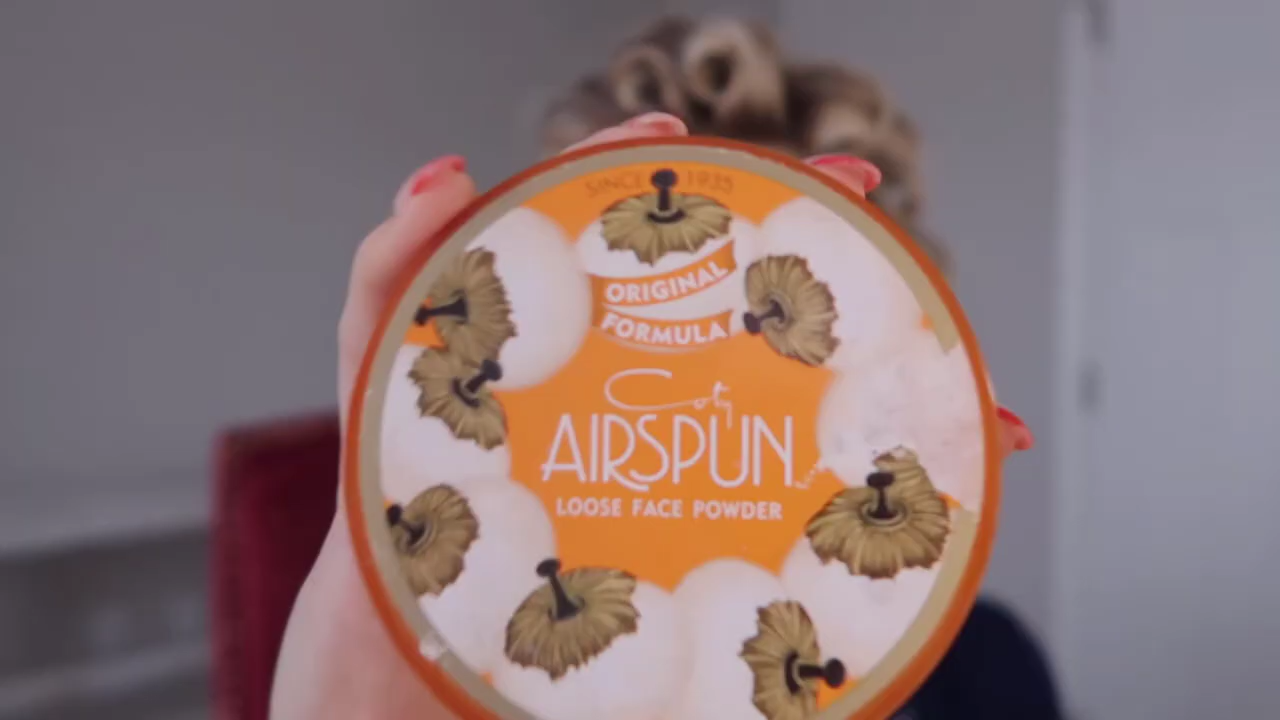 SINCE 1935
ORIGINAL
FORMULA
Coty
AIRSPUN
LOOSE FACE POWDER